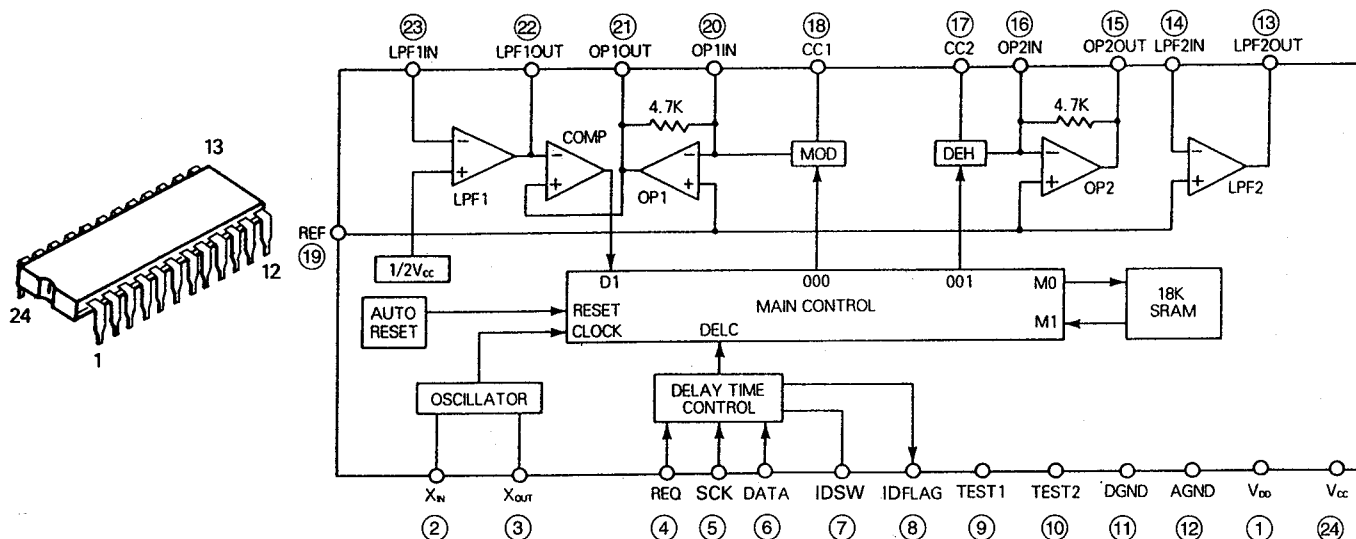 23 22 21 20 18 17 16 15 14 13
LPF1IN LPF1OUT OP1OUT OP1IN CC1 CC2 OP2IN OP2OUT LPF2IN LPF2OUT
4.7K 4.7K
COMP
MOD DEH
LPF1 OP1 OP2 LPF2
− − − − −
+ + + + +
13
12
24
1
REF
19
1/2Vcc
D1 000 001 M0
MAIN CONTROL
RESET
CLOCK DELC M1
18K
SRAM
AUTO
RESET
OSCILLATOR
DELAY TIME
CONTROL
XIN XOUT REQ SCK DATA IDSW IDFLAG TEST1 TEST2 DGND AGND VDD Vcc
2 3 4 5 6 7 8 9 10 11 12 1 24